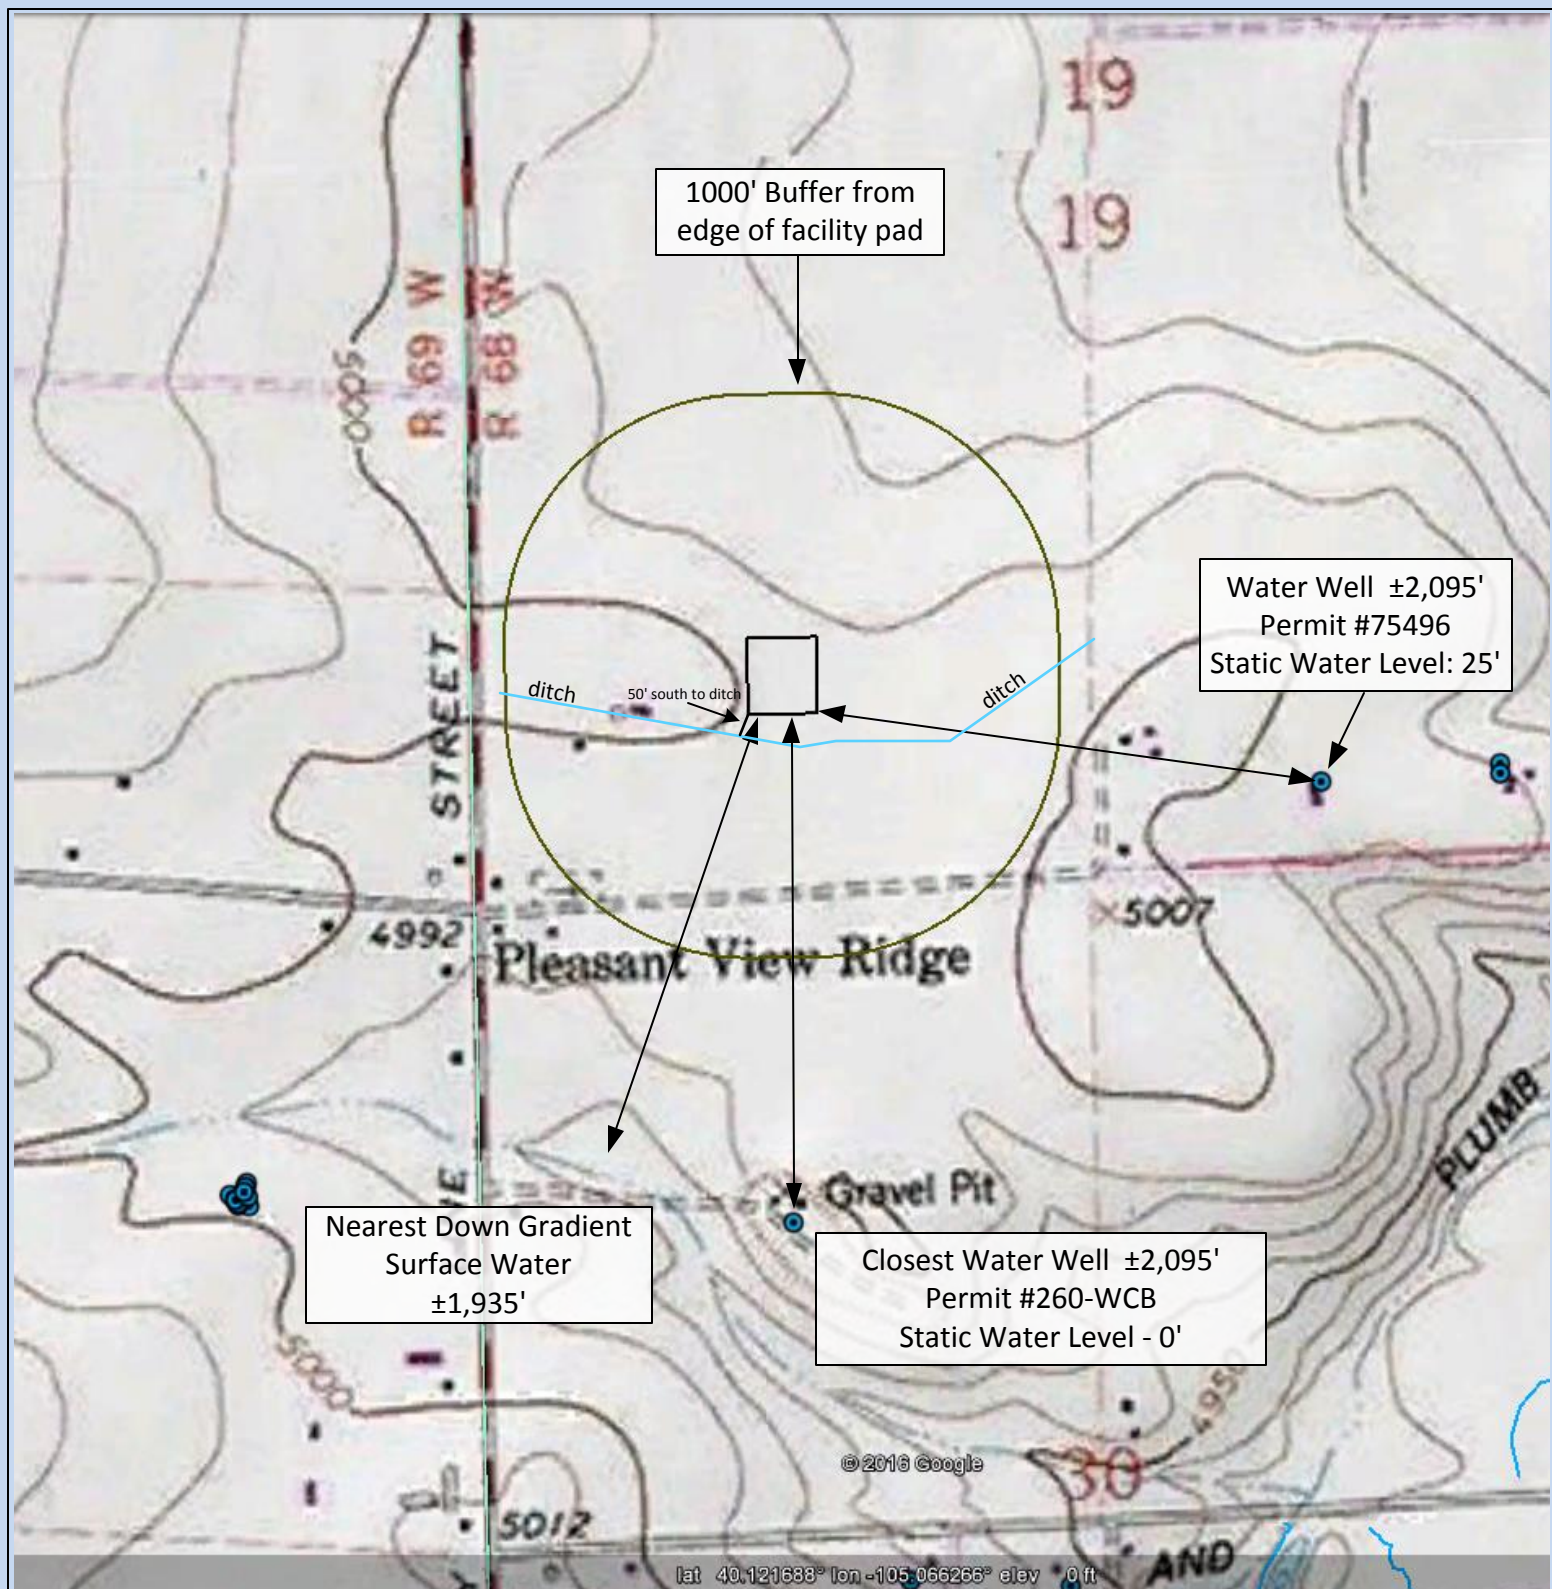 19
1000' Buffer from
edge of facility pad
19
R 69 W
R 68 W
5000
Water Well ±2,095'
Permit #75496
Static Water Level: 25'
STREET
ditch
50' south to ditch
ditch
4992
5007
Pleasant View Ridge
PLUMB
Gravel Pit
Nearest Down Gradient
Surface Water
±1,935'
Closest Water Well ±2,095'
Permit #260-WCB
Static Water Level - 0'
5000
4950
© 2016 Google
30
5012
AND
lat 40.121688° lon -105.066266° elev 0 ft